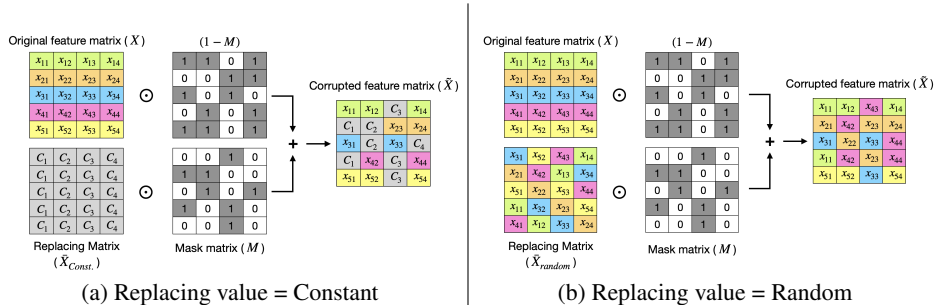 Original feature matrix (X)
(1 − M)
x11 x12 x13 x14
x21 x22 x23 x24
x31 x32 x33 x34
x41 x42 x43 x44
x51 x52 x53 x54
⊙
1 1 0 1
0 0 1 1
1 0 1 0
0 1 0 1
1 1 0 1
C1 C2 C3 C4
C1 C2 C3 C4
C1 C2 C3 C4
C1 C2 C3 C4
C1 C2 C3 C4
⊙
0 0 1 0
1 1 0 0
0 1 0 1
1 0 1 0
0 0 1 0
Replacing Matrix
(X̃Const.)
Mask matrix (M)
+
Corrupted feature matrix (X̃)
x11 x12 C3 x14
C1 C2 x23 x24
x31 C2 x33 C4
C1 x42 C3 x44
x51 x52 C3 x54
(a) Replacing value = Constant
Original feature matrix (X)
(1 − M)
x11 x12 x13 x14
x21 x22 x23 x24
x31 x32 x33 x34
x41 x42 x43 x44
x51 x52 x53 x54
⊙
1 1 0 1
0 0 1 1
1 0 1 0
0 1 0 1
1 1 0 1
x31 x52 x43 x14
x21 x42 x13 x34
x51 x22 x53 x44
x11 x32 x23 x54
x41 x12 x33 x24
⊙
0 0 1 0
1 1 0 0
0 1 0 1
1 0 1 0
0 0 1 0
Replacing Matrix
(X̃random)
Mask matrix (M)
+
Corrupted feature matrix (X̃)
x11 x12 x43 x14
x21 x42 x23 x24
x31 x22 x33 x44
x11 x42 x23 x44
x51 x52 x33 x54
(b) Replacing value = Random